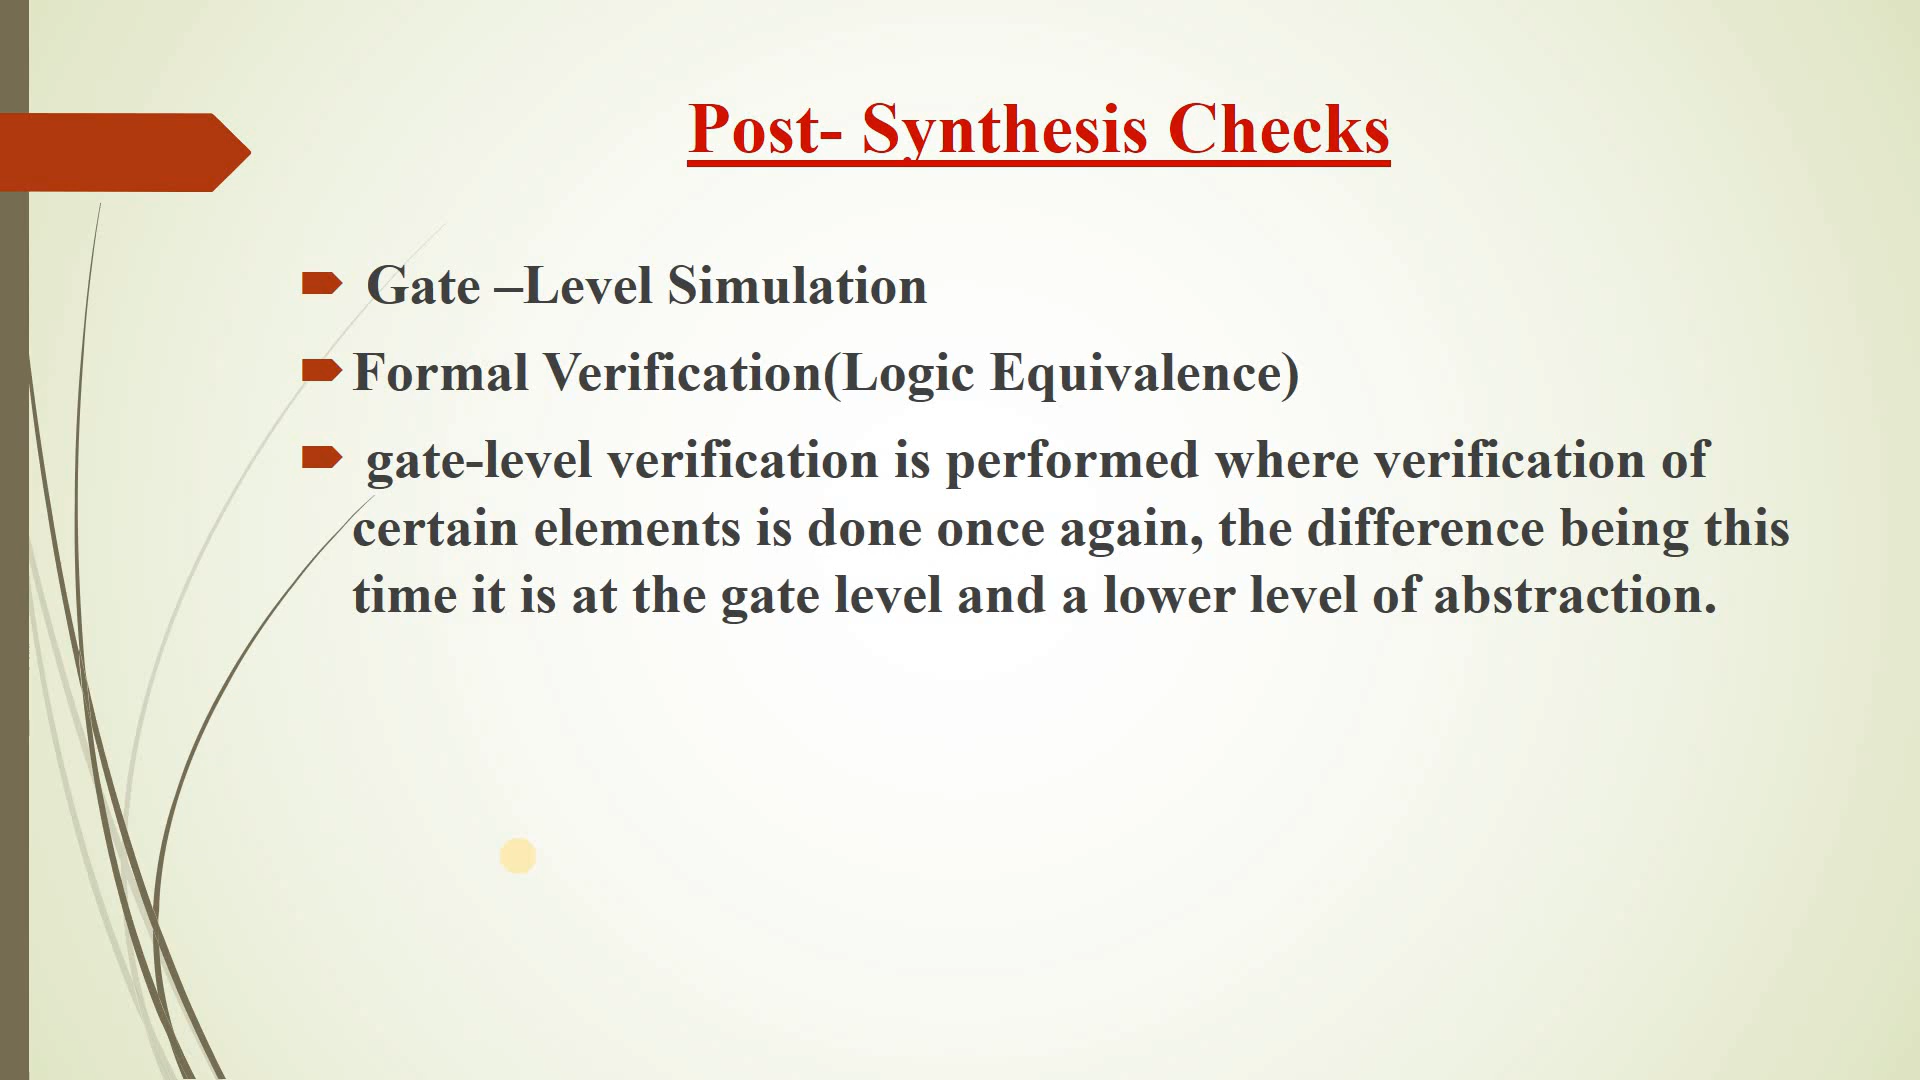 Post- Synthesis Checks
Gate –Level Simulation
Formal Verification(Logic Equivalence)
gate-level verification is performed where verification of
certain elements is done once again, the difference being this
time it is at the gate level and a lower level of abstraction.